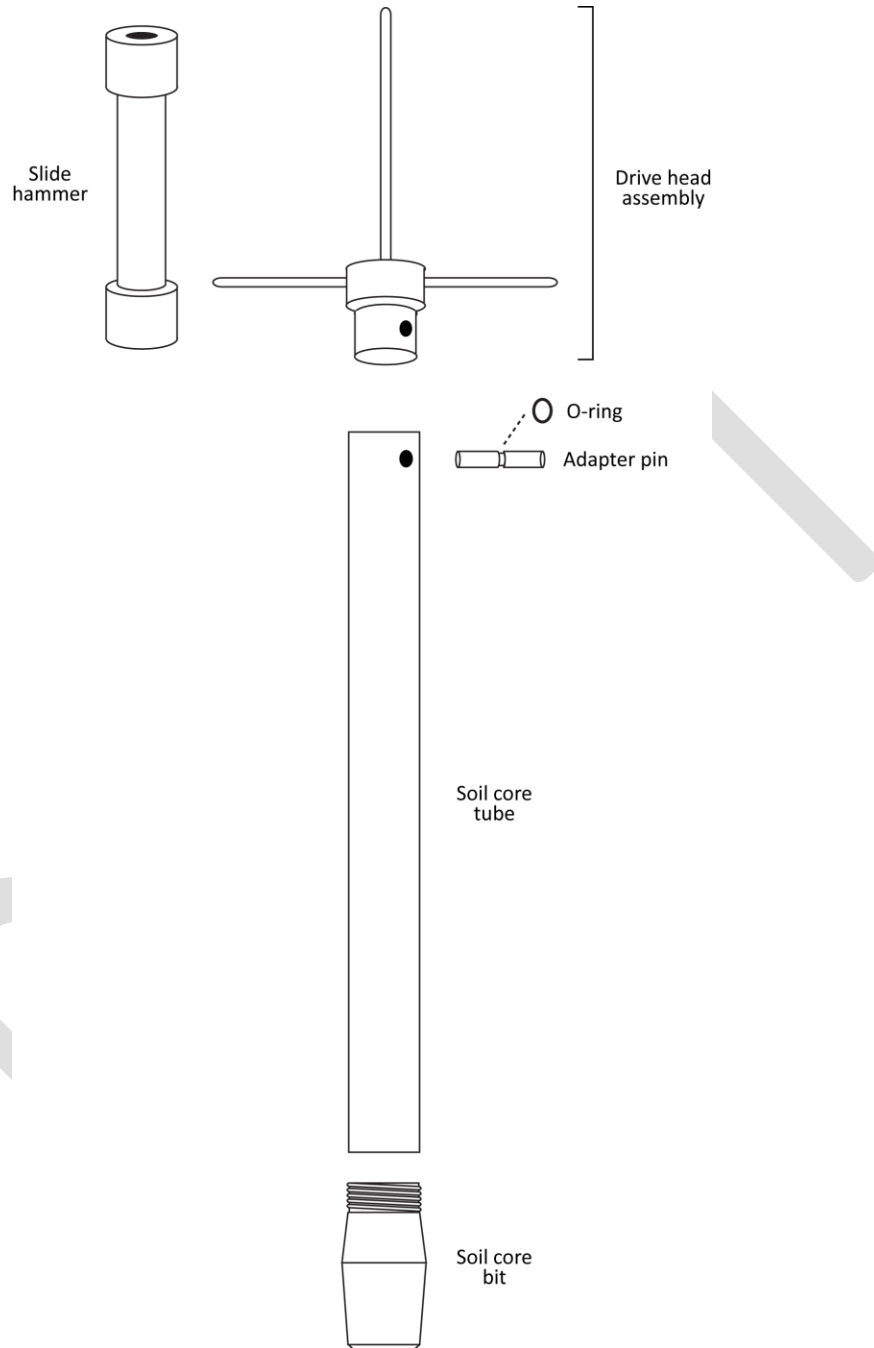 Slide
hammer
Drive head
assembly
O-ring
Adapter pin
Soil core
tube
Soil core
bit